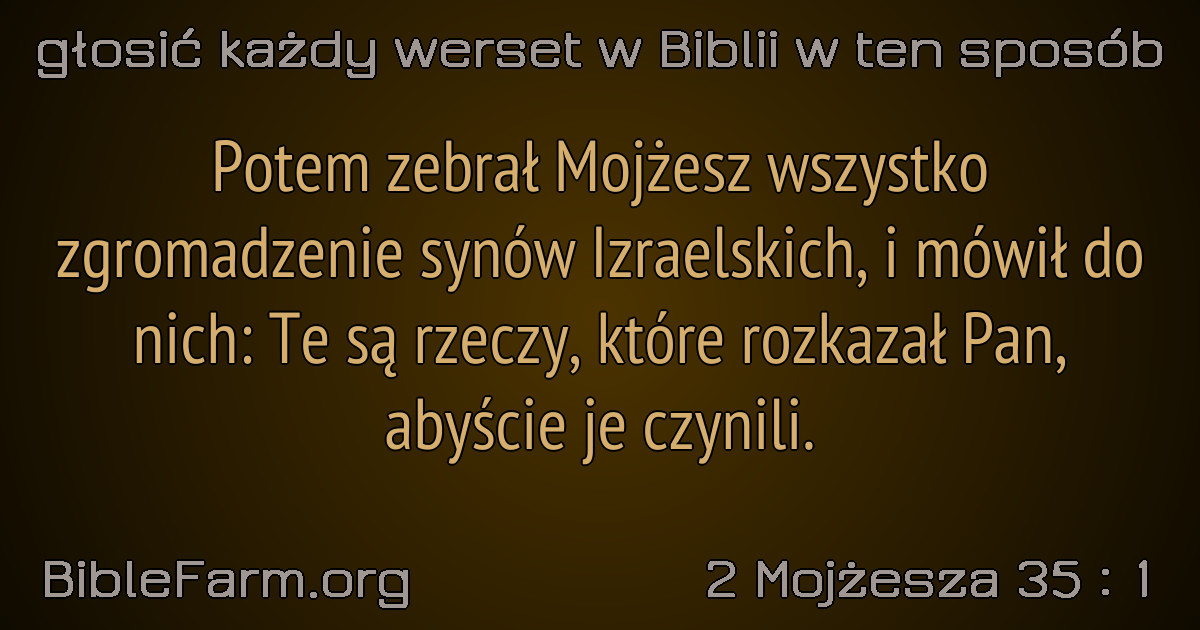 głosić każdy werset w Biblii w ten sposób
Potem zebrał Mojżesz wszystko
zgromadzenie synów Izraelskich, i mówił do
nich: Te są rzeczy, które rozkazał Pan,
abyście je czynili.
BibleFarm.org
2 Mojżesza 35 : 1